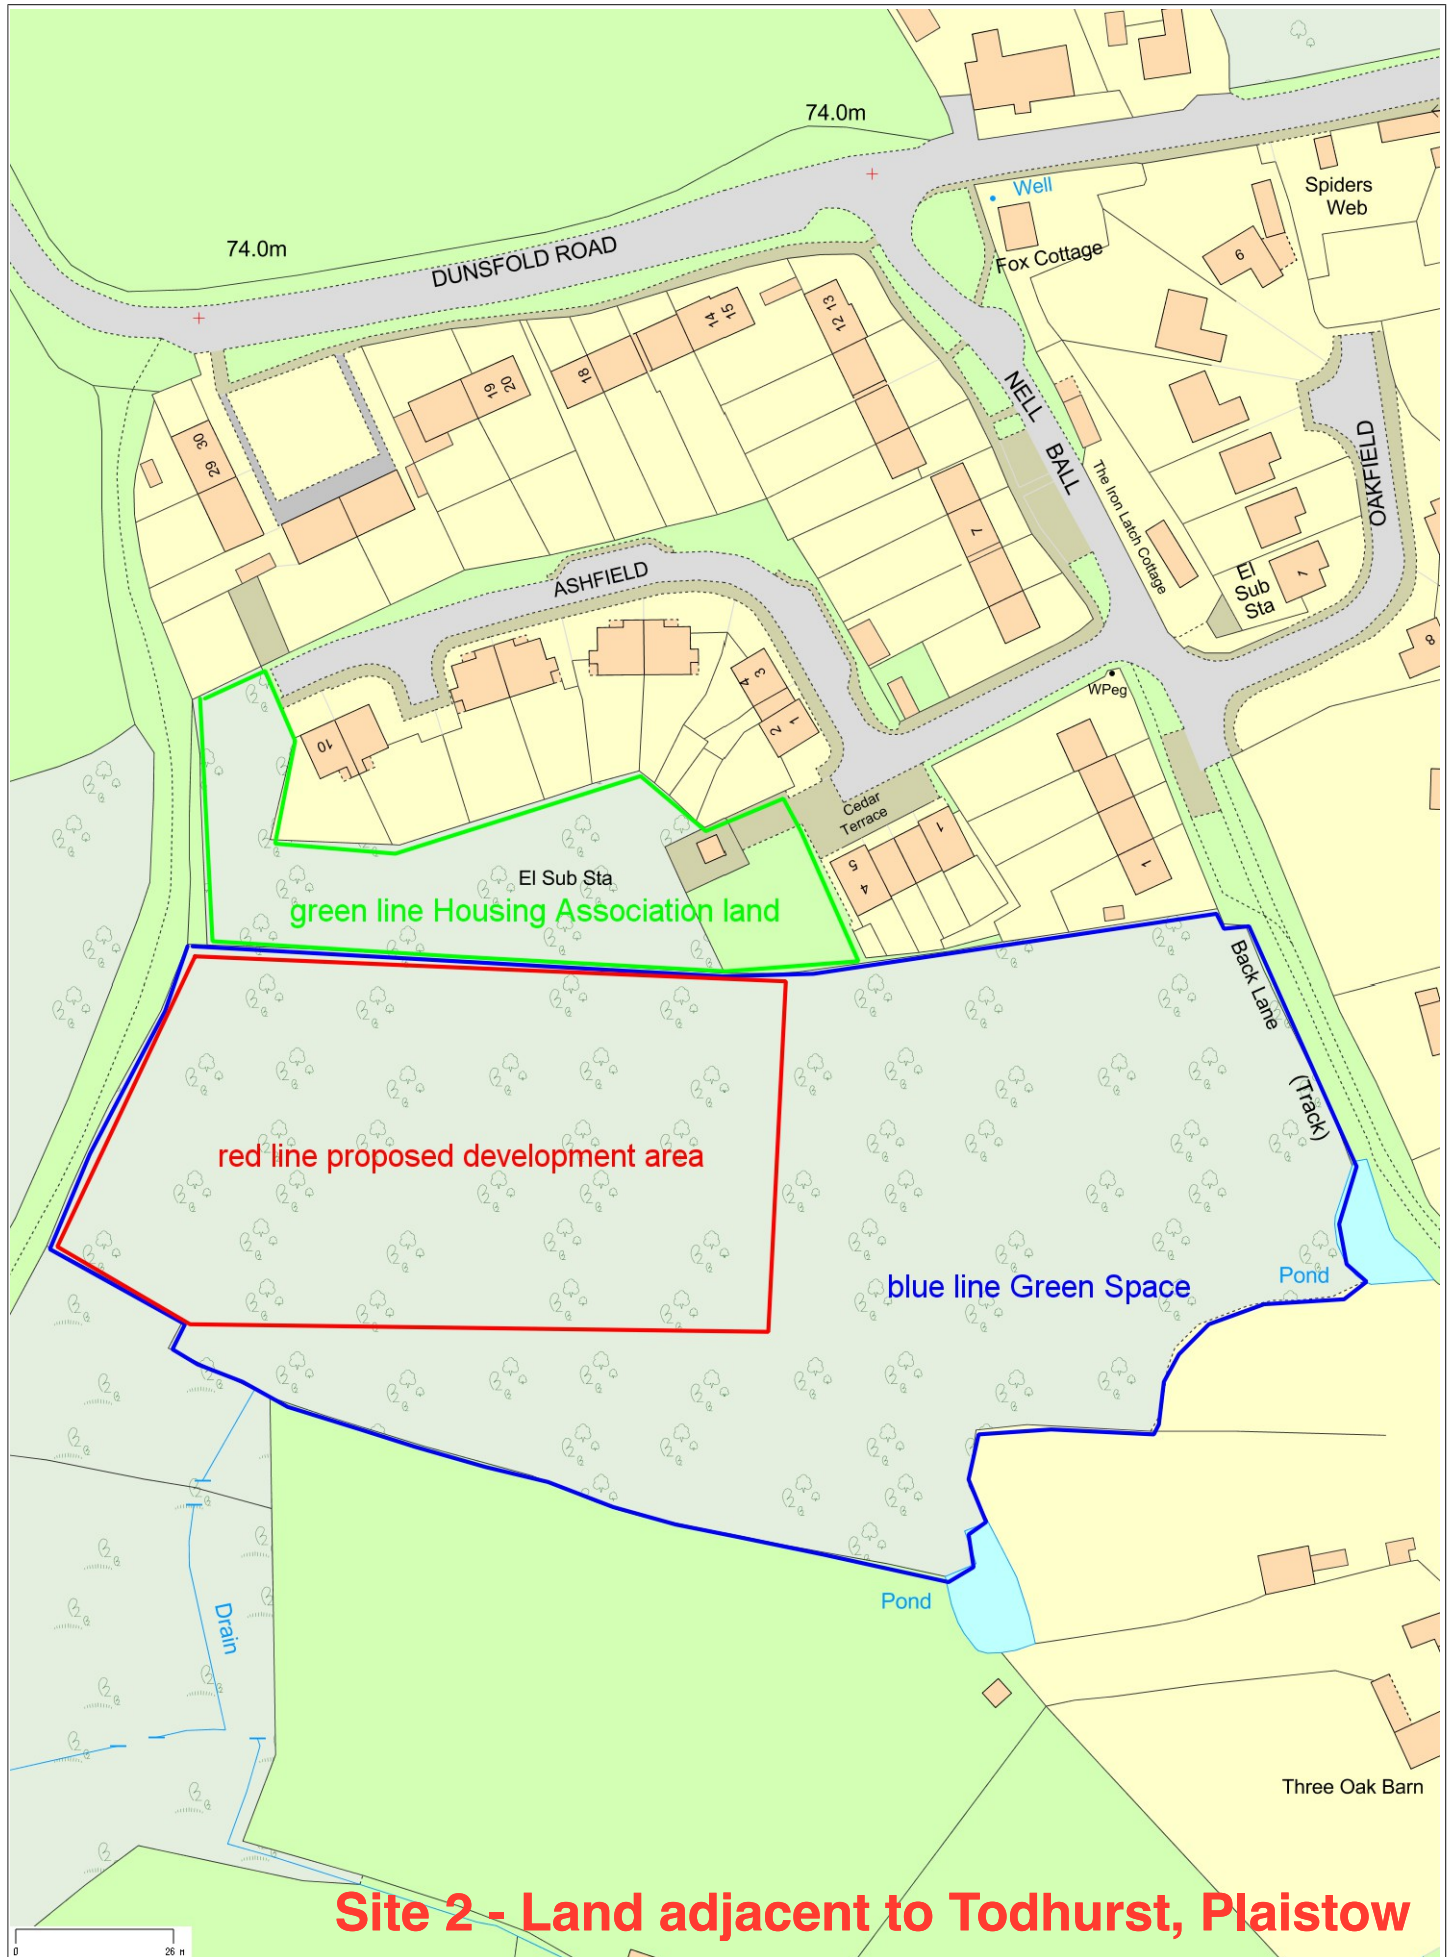 74.0m
Well
Spiders
Web
74.0m
DUNSFOLD ROAD
Fox Cottage
9
14
15
12 13
18
19
20
NELL
BALL
30
29
OAKFIELD
The Iron Latch Cottage
7
El
Sub
Sta
7
ASHFIELD
8
3
4
WPeg
1
2
10
Cedar
Terrace
1
5
4
1
El Sub Sta
green line Housing Association land
Back Lane
(Track)
red line proposed development area
Pond
blue line Green Space
Pond
Drain
Three Oak Barn
Site 2 - Land adjacent to Todhurst, Plaistow
0
26 M